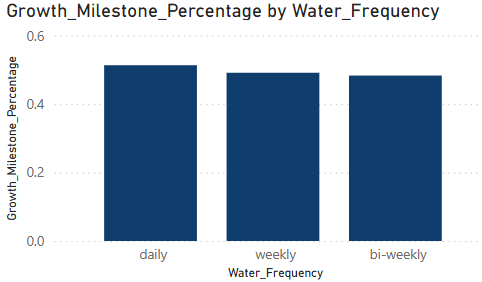 Growth_Milestone_Percentage by Water_Frequency
0.6
0.4
0.2
0.0
Growth_Milestone_Percentage
daily weekly bi-weekly
Water_Frequency